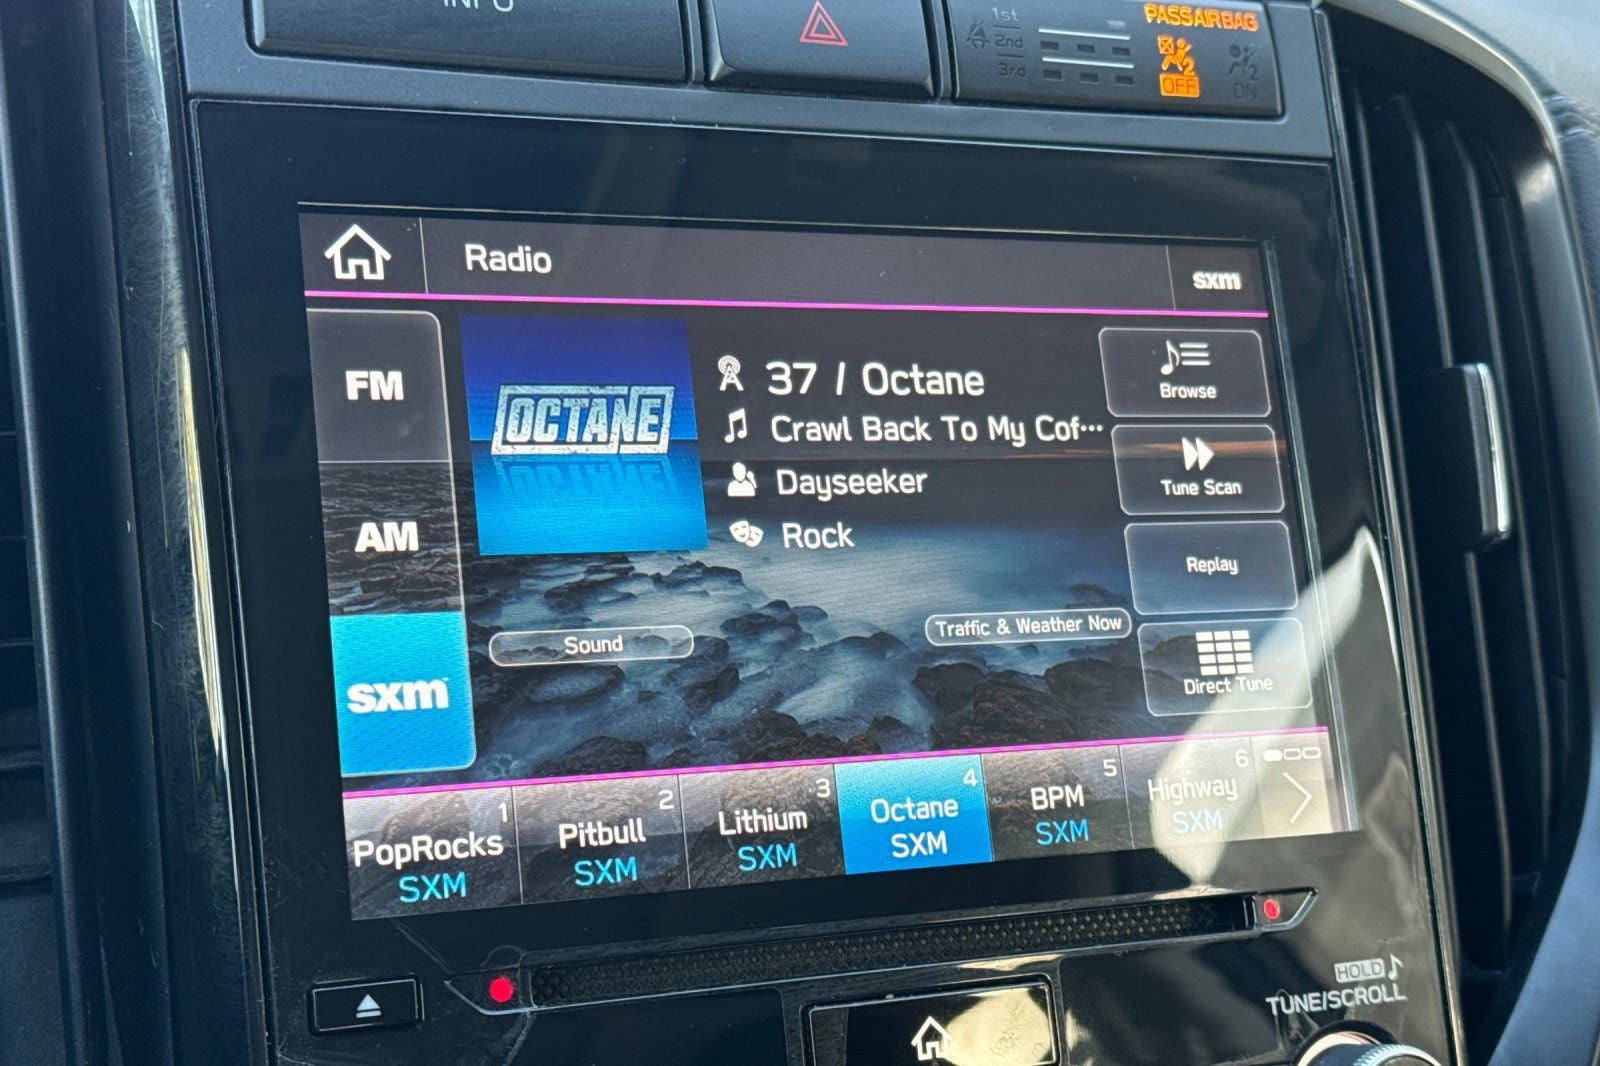 INFO
1st
2nd
3rd
PASS AIRBAG
2
OFF
2
ON
Radio
sxm
FM
AM
sxm
OCTANE
37 / Octane
Crawl Back To My Cof···
Dayseeker
Rock
Sound
Traffic & Weather Now
Browse
Tune Scan
Replay
Direct Tune
1
PopRocks
SXM
2
Pitbull
SXM
3
Lithium
SXM
4
Octane
SXM
5
BPM
SXM
6
Highway
SXM
HOLD
TUNE/SCROLL